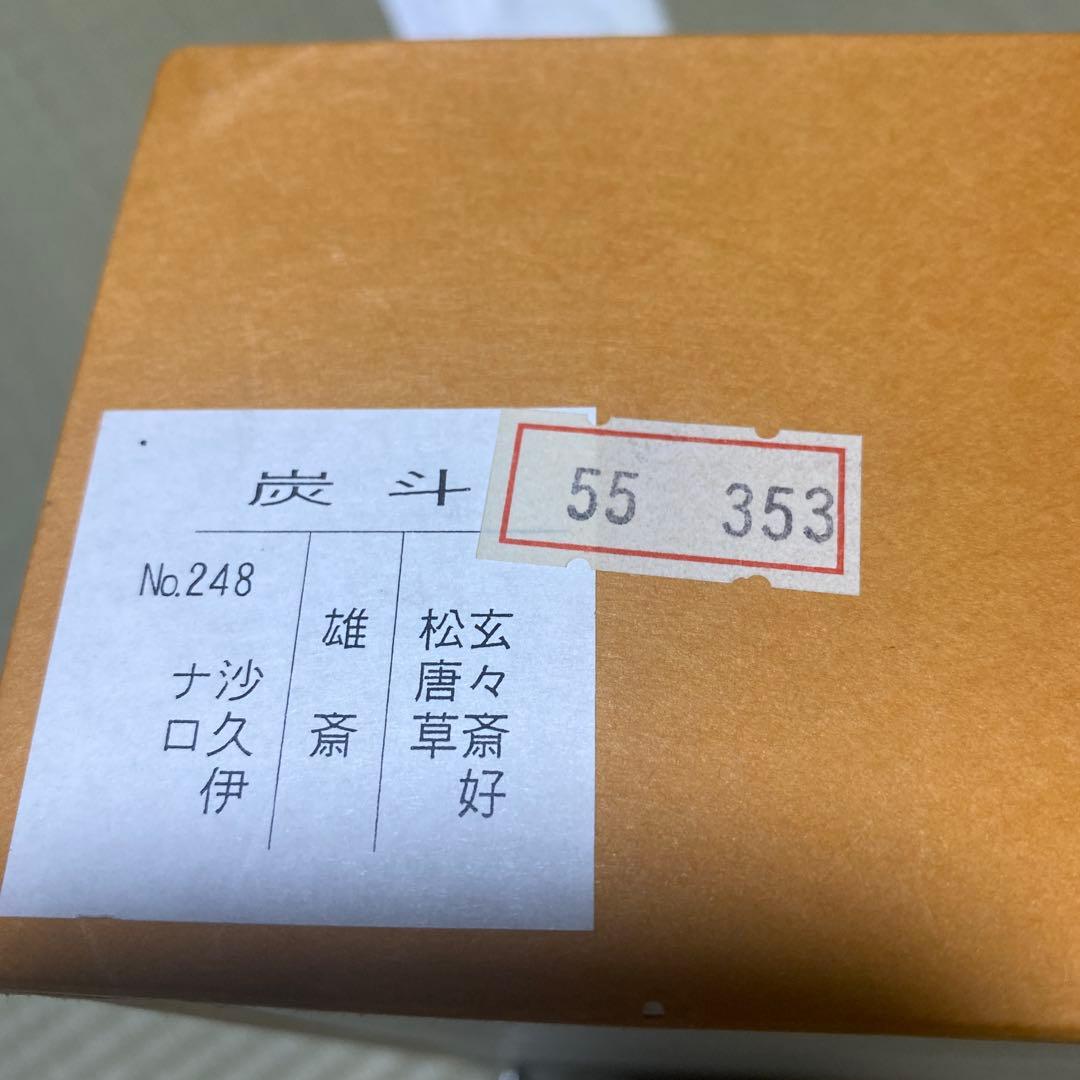 炭斗
55 353
玄々斎好
松唐草
雄斎
No.248
沙久伊
ナロ